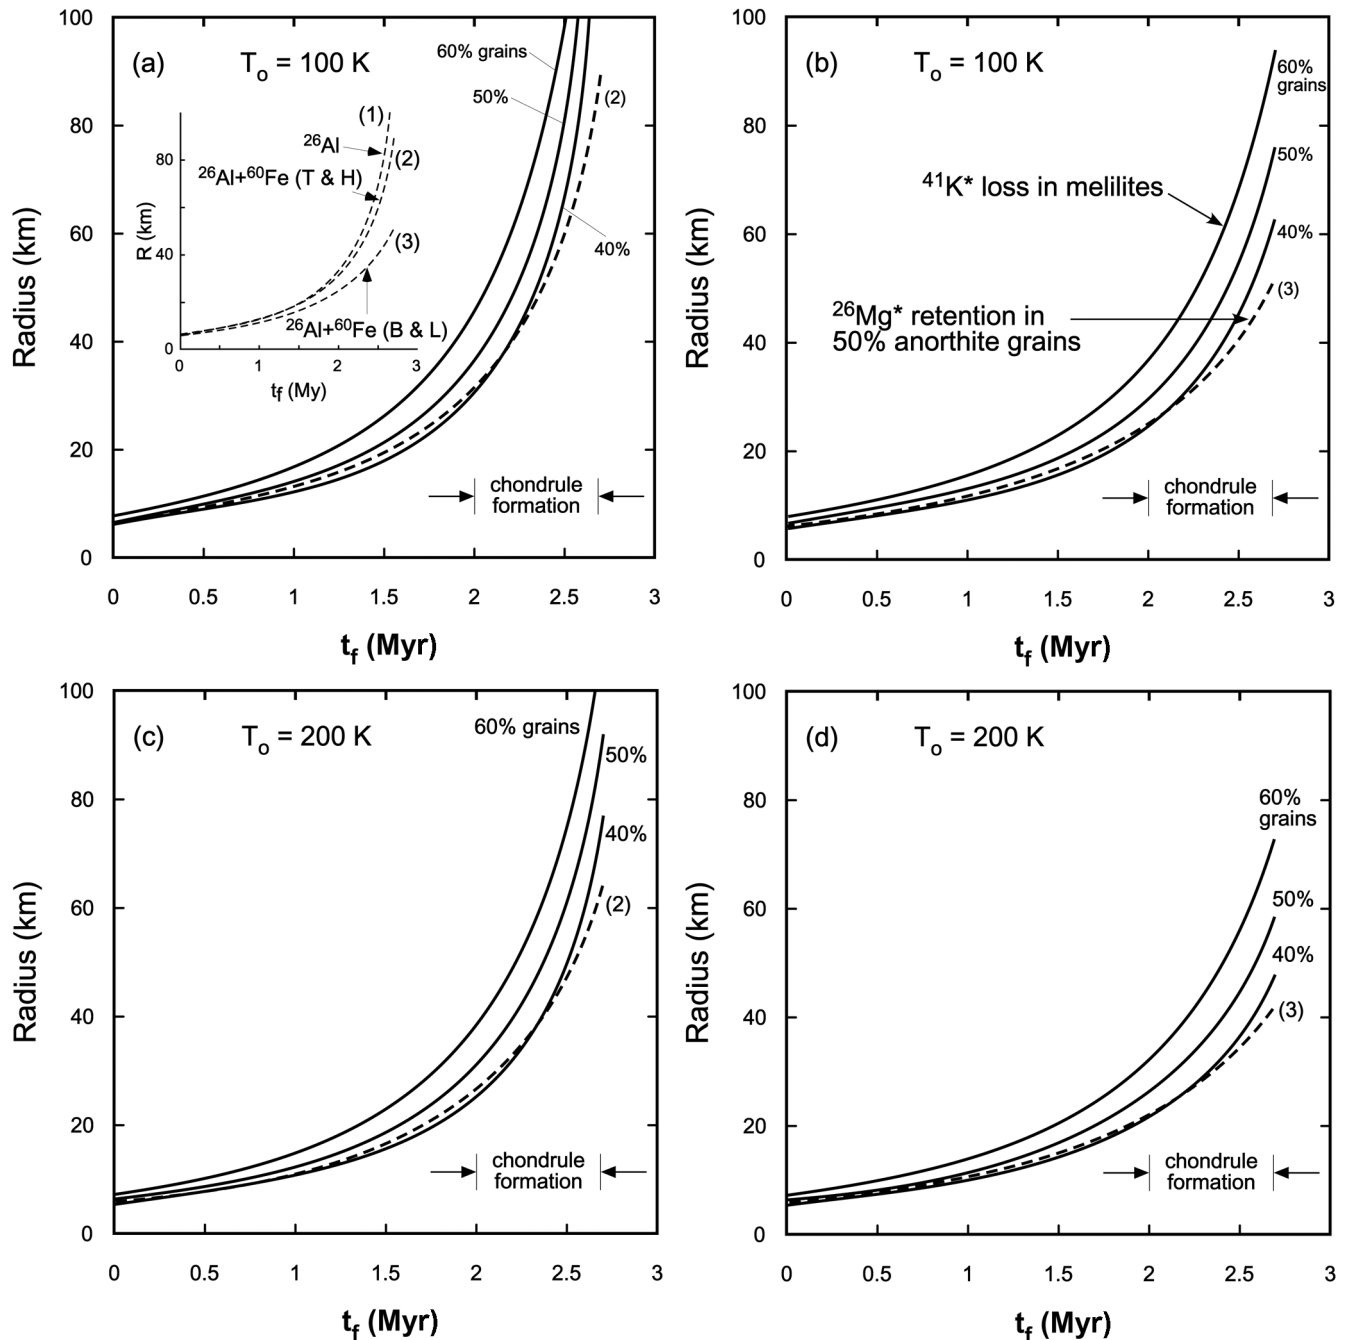 (a) T₀ = 100 K
100
80
60
40
20
0
Radius (km)
60% grains
50%
(2)
40%
(1)
²⁶Al
(2)
²⁶Al+⁶⁰Fe (T & H)
(3)
²⁶Al+⁶⁰Fe (B & L)
80
40
0
R (km)
0 1 2 3
t_f (My)
chondrule
formation
0 0.5 1 1.5 2 2.5 3
t_f (Myr)
(b) T₀ = 100 K
100
80
60
40
20
0
Radius (km)
60%
grains
50%
40%
(3)
⁴¹K* loss in melilites
²⁶Mg* retention in
50% anorthite grains
chondrule
formation
0 0.5 1 1.5 2 2.5 3
t_f (Myr)
(c) T₀ = 200 K
100
80
60
40
20
0
Radius (km)
60% grains
50%
40%
(2)
chondrule
formation
0 0.5 1 1.5 2 2.5 3
t_f (Myr)
(d) T₀ = 200 K
100
80
60
40
20
0
Radius (km)
60%
grains
50%
40%
(3)
chondrule
formation
0 0.5 1 1.5 2 2.5 3
t_f (Myr)